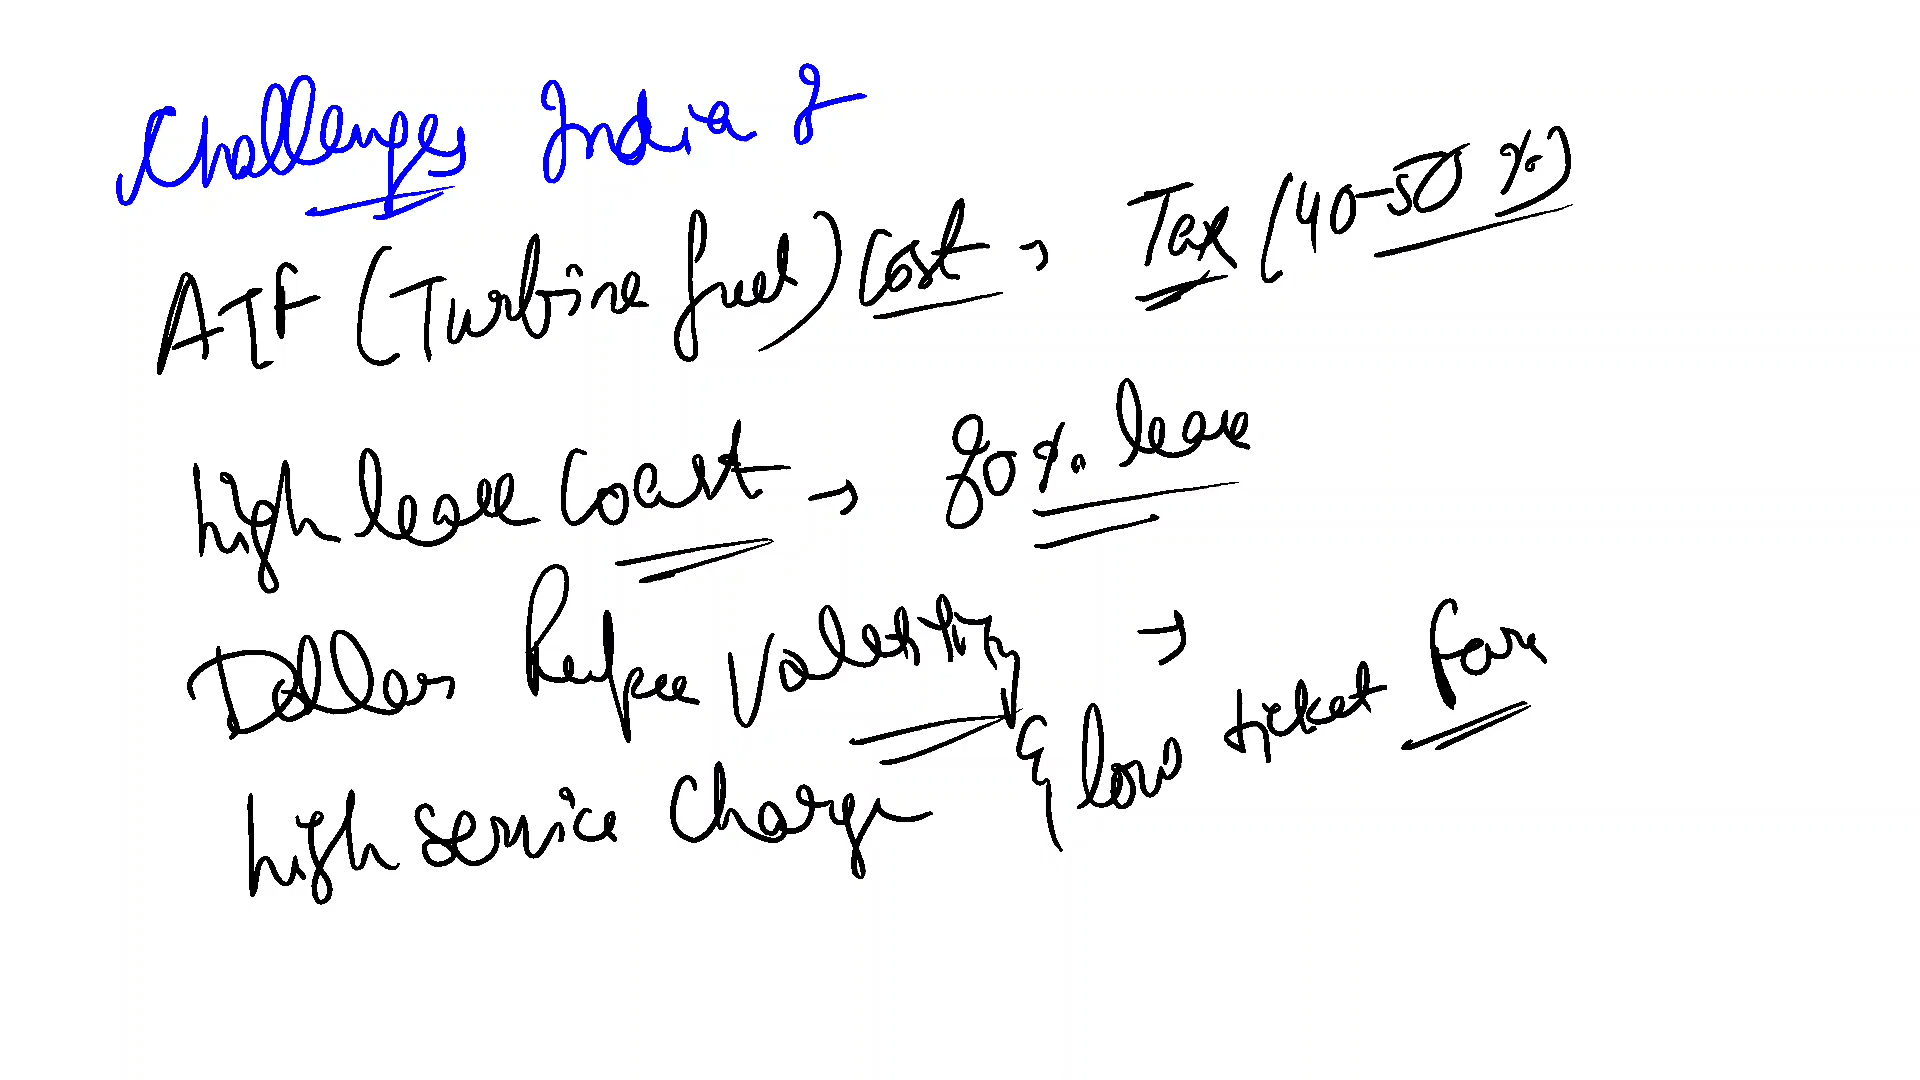 Challenges India
ATF (Turbine fuel) Cost → Tax (40-50%)
high lease Coast → 80% lease
Dollar Rupee Volatility →
high service Charge } low ticket fare